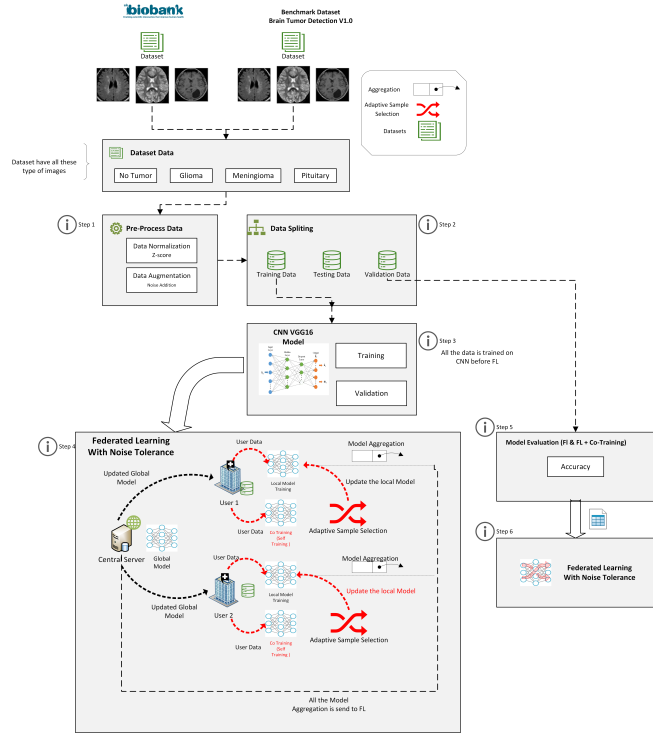 biobank
Benchmark Dataset
Brain Tumor Detection V1.0
Dataset
Dataset
Aggregation
Adaptive Sample
Selection
Datasets
Dataset have all these
type of images
Dataset Data
No Tumor
Glioma
Meningioma
Pituitary
Step 1
Pre-Process Data
Data Normalization
Z-score
Data Augmentation
Noise Addition
Data Spliting
Training Data
Testing Data
Validation Data
Step 2
CNN VGG16
Model
Training
Validation
Step 3
All the data is trained on
CNN before FL
Step 4
Federated Learning
With Noise Tolerance
Updated Global
Model
Central Server
Global
Model
Updated Global
Model
User Data
Local Model
Training
User 1
User Data
Co Training
(Self
Training )
Model Aggregation
Update the local Model
Adaptive Sample Selection
User Data
Local Model
Training
User 2
User Data
Co Training
(Self
Training )
Model Aggregation
Update the local Model
Adaptive Sample Selection
All the Model
Aggregation is send to FL
Step 5
Model Evaluation (Fl & FL + Co-Training)
Accuracy
Step 6
Federated Learning
With Noise Tolerance